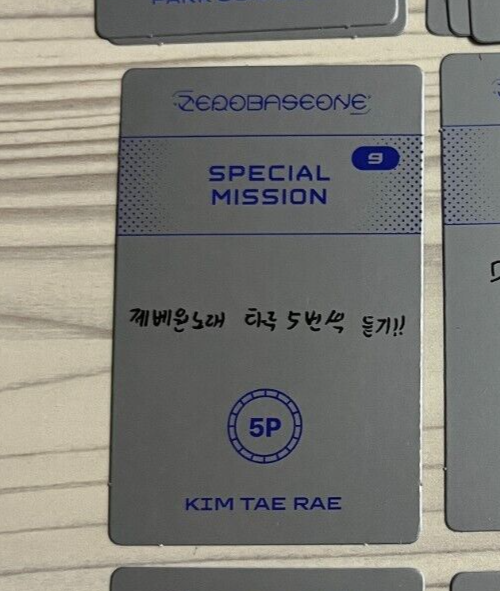 PARK
ZEROBASEONE
SPECIAL 9
MISSION
제베원노래 하루 5번씩 듣기!!
5P
KIM TAE RAE